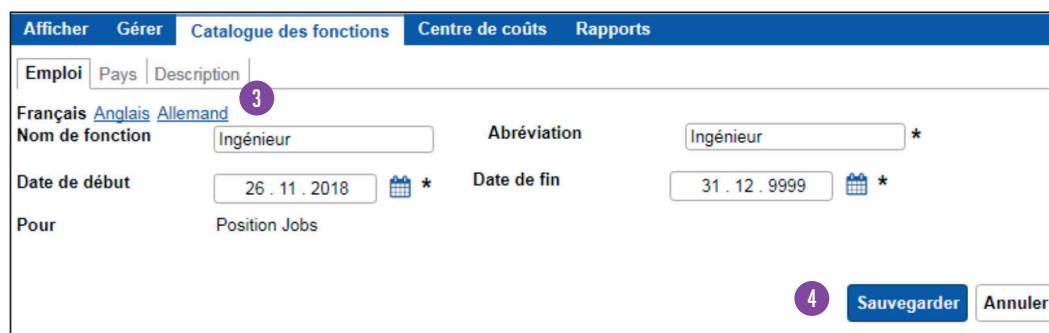 Afficher Gérer Catalogue des fonctions Centre de coûts Rapports
Emploi Pays Description
3
Français Anglais Allemand
Nom de fonction Ingénieur Abréviation Ingénieur *
Date de début 26 . 11 . 2018 * Date de fin 31 . 12 . 9999 *
Pour Position Jobs
4 Sauvegarder Annuler